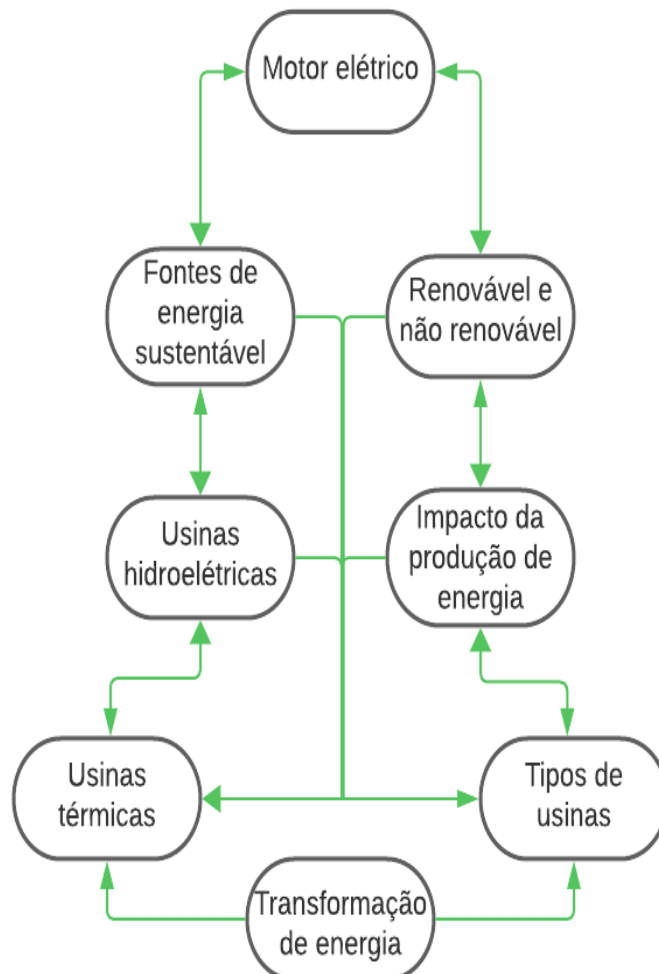 Motor elétrico
Fontes de
energia
sustentável
Renovável e
não renovável
Usinas
hidroelétricas
Impacto da
produção de
energia
Usinas
térmicas
Tipos de
usinas
Transformação
de energia